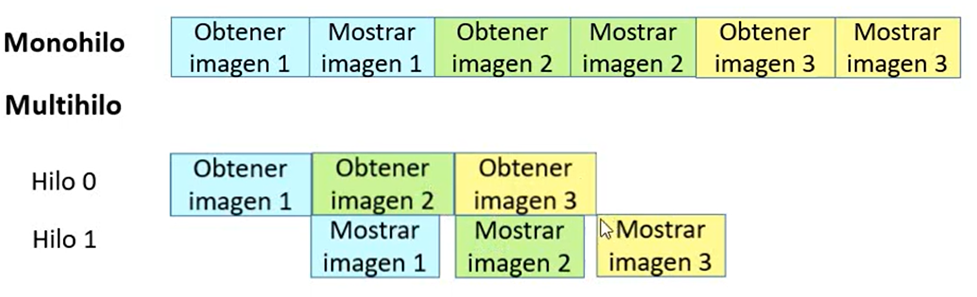 Monohilo
Obtener Mostrar Obtener Mostrar Obtener Mostrar
imagen 1 imagen 1 imagen 2 imagen 2 imagen 3 imagen 3
Multihilo
Hilo 0
Obtener Obtener Obtener
imagen 1 imagen 2 imagen 3
Hilo 1
Mostrar Mostrar Mostrar
imagen 1 imagen 2 imagen 3